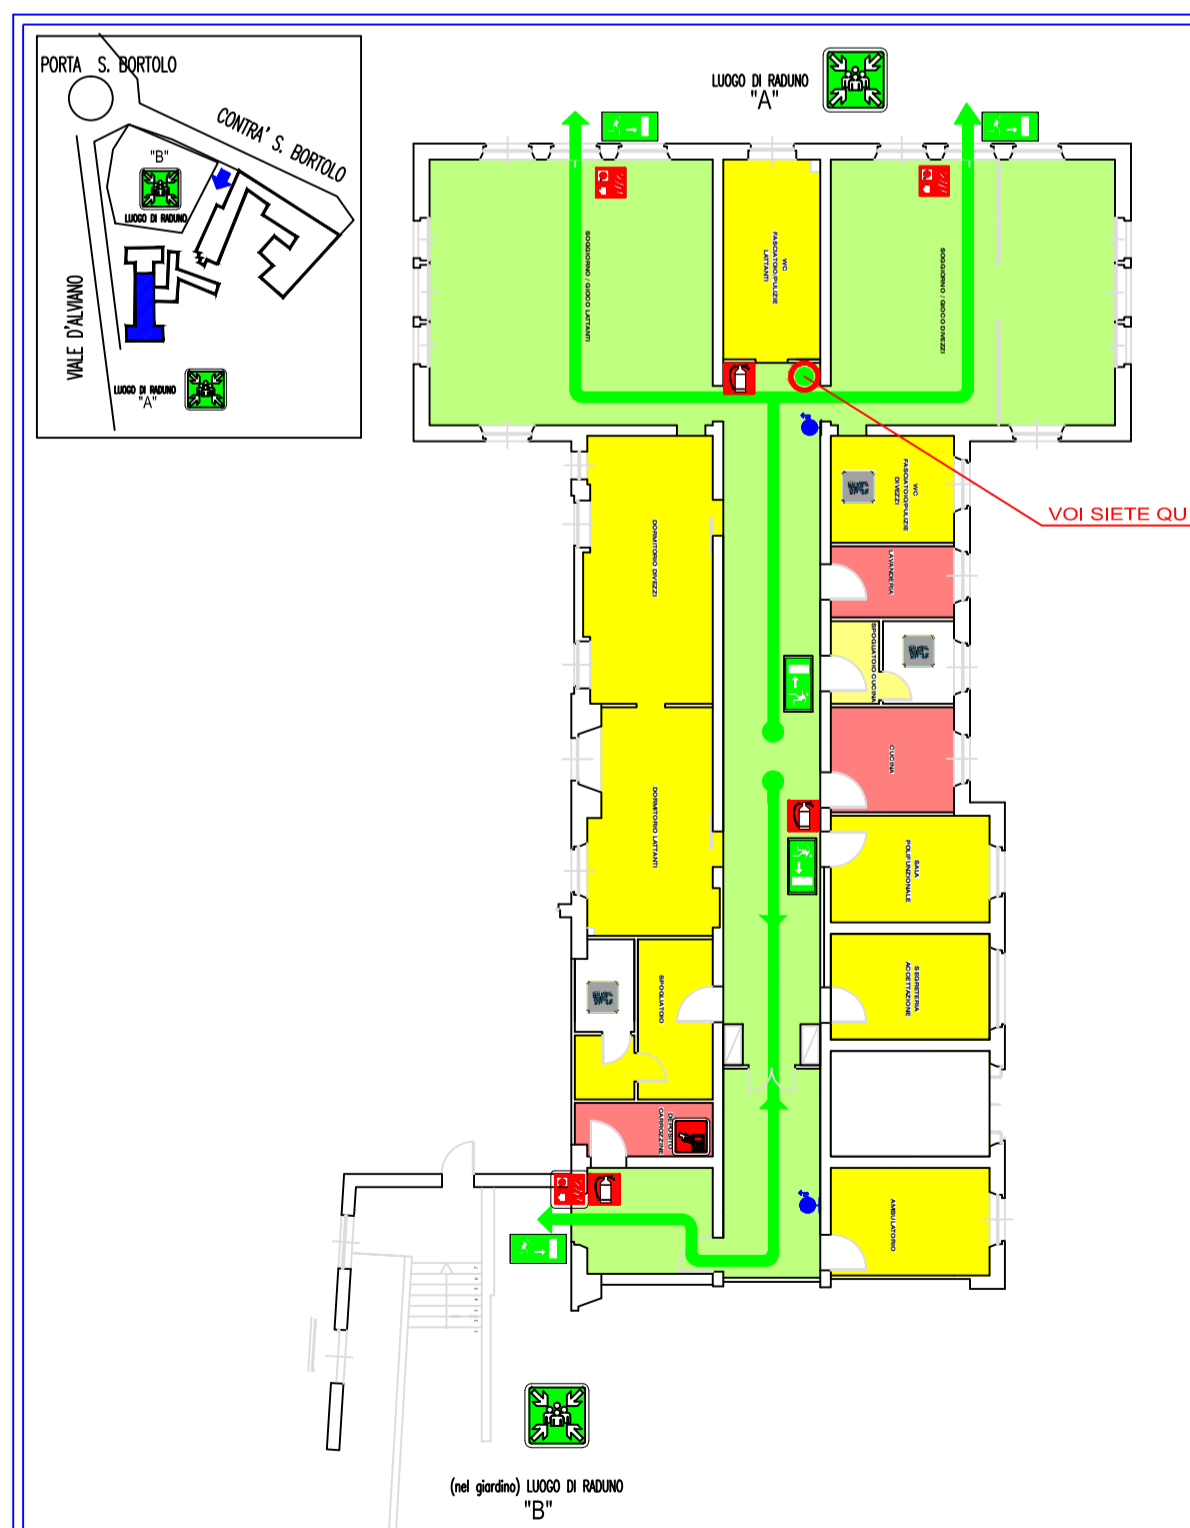 PORTA S. BORTOLO
CONTRA' S. BORTOLO
"B"
LUOGO DI RADUNO
VIALE D'ALVIANO
LUOGO DI RADUNO
"A"
LUOGO DI RADUNO
"A"
SOGGIORNO / GIOCO LATTANTI
WC
FASCIATOIO/PULIZIE
LATTANTI
SOGGIORNO / GIOCO DIVEZZI
VOI SIETE QU
WC
FASCIATOIO/PULIZIE
DIVEZZI
WC
LAVANDERIA
SPOGLIATOIO CUCINA
WC
CUCINA
DORMITORIO DIVEZZI
DORMITORIO LATTANTI
SALA
POLIFUNZIONALE
SEGRETERIA
ACCETTAZIONE
WC
SPOGLIATOIO
DEPOSITO
CARROZZINE
AMBULATORIO
(nel giardino) LUOGO DI RADUNO
"B"